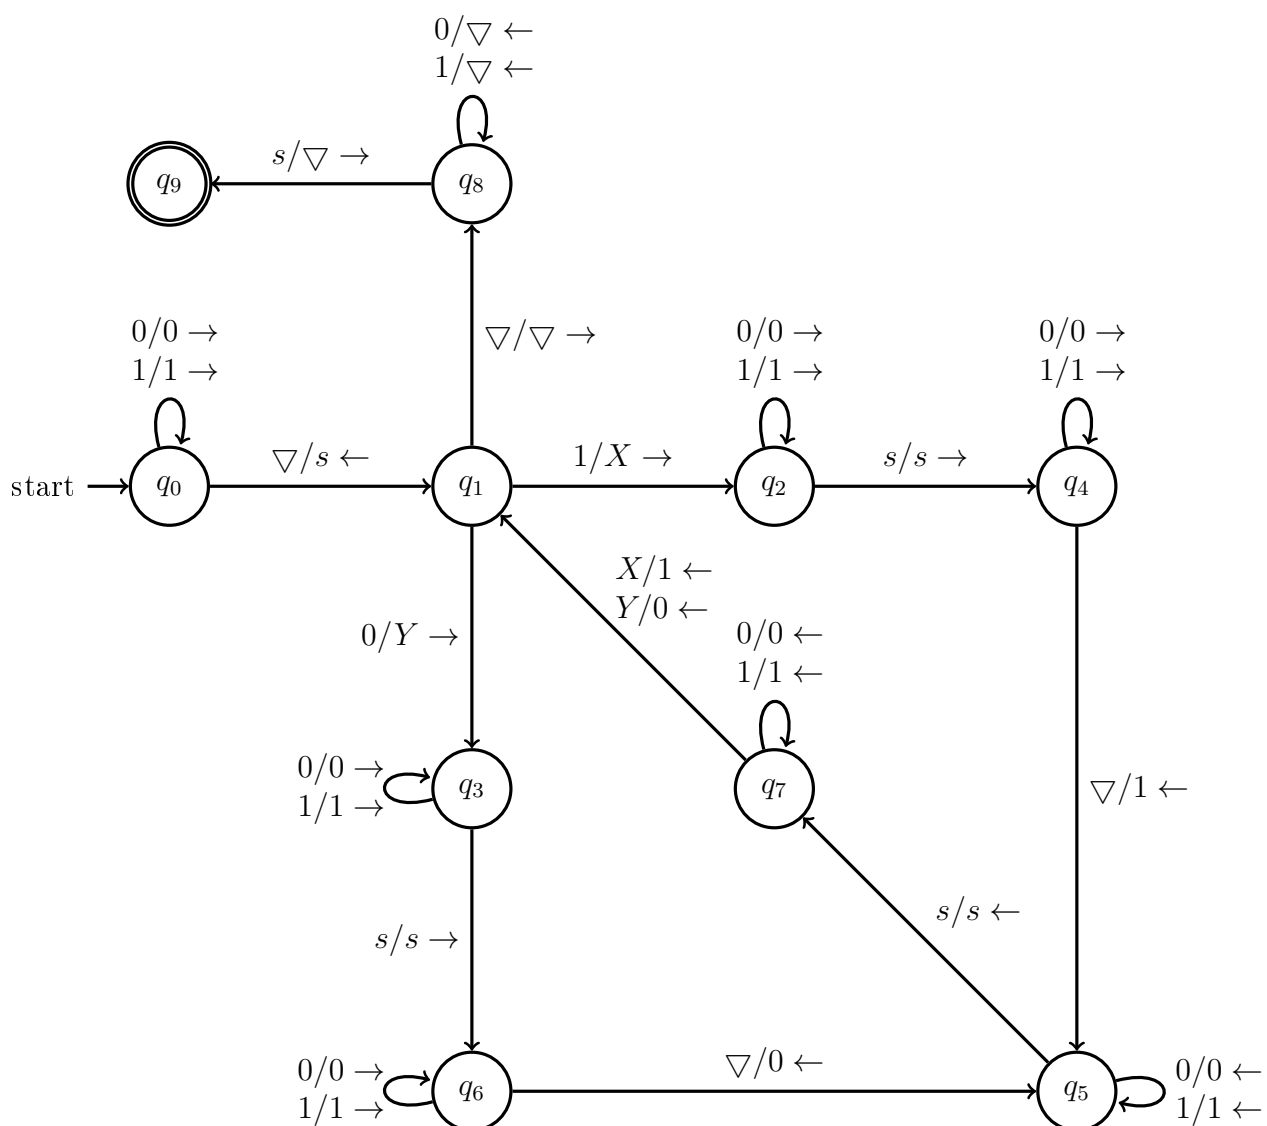 0/▽ ←
1/▽ ←
s/▽ →
q₉
q₈
▽/▽ →
0/0 →
1/1 →
0/0 →
1/1 →
0/0 →
1/1 →
start
q₀
▽/s ←
q₁
1/X →
q₂
s/s →
q₄
X/1 ←
Y/0 ←
0/Y →
0/0 ←
1/1 ←
0/0 →
1/1 →
q₃
q₇
▽/1 ←
s/s →
s/s ←
0/0 →
1/1 →
q₆
▽/0 ←
q₅
0/0 ←
1/1 ←